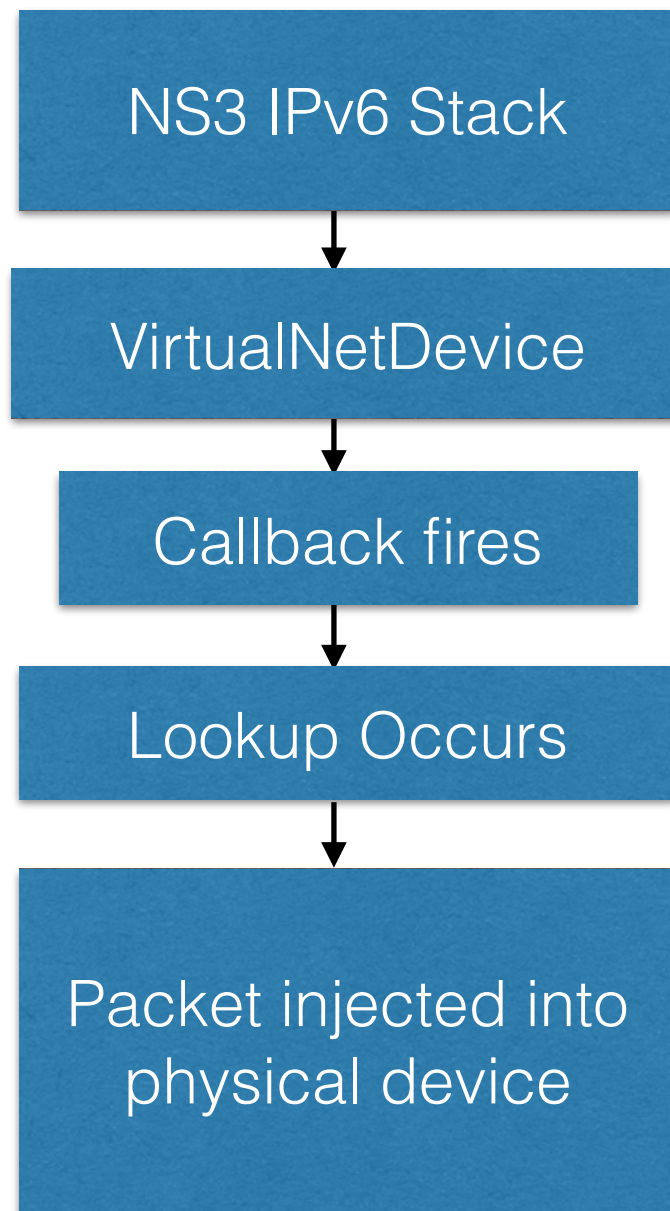 NS3 IPv6 Stack
VirtualNetDevice
Callback fires
Lookup Occurs
Packet injected into
physical device